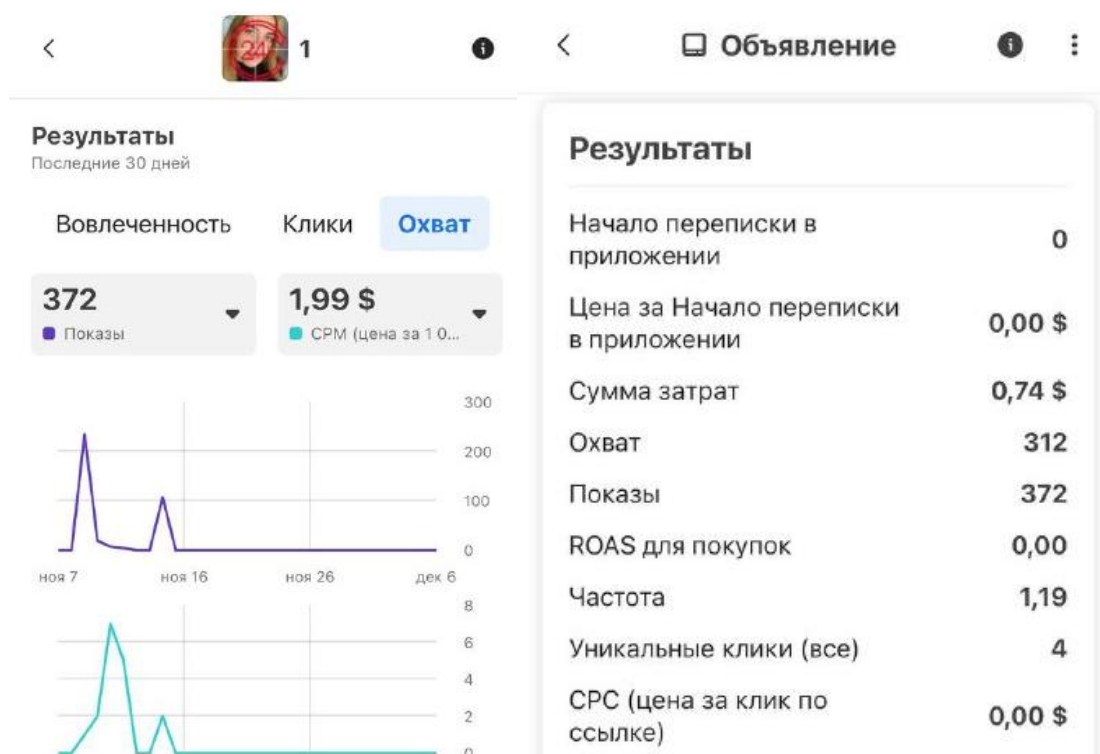 24
1
Результаты
Последние 30 дней
Вовлеченность
Клики
Охват
372
Показы
1,99 $
CPM (цена за 1 0...
300
200
100
0
ноя 7
ноя 16
ноя 26
дек 6
8
6
4
2
0
Объявление
Результаты
Начало переписки в
приложении
0
Цена за Начало переписки
в приложении
0,00 $
Сумма затрат
0,74 $
Охват
312
Показы
372
ROAS для покупок
0,00
Частота
1,19
Уникальные клики (все)
4
CPC (цена за клик по
ссылке)
0,00 $